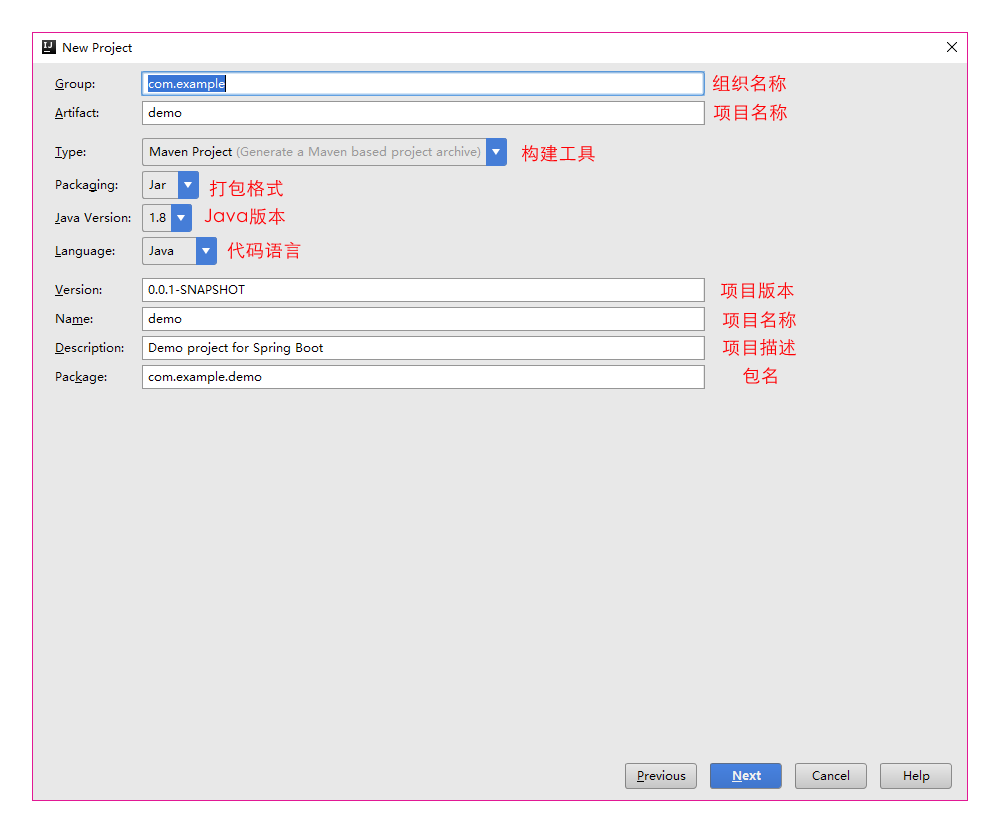 New Project
Group: com.example 组织名称
Artifact: demo 项目名称
Type: Maven Project (Generate a Maven based project archive) 构建工具
Packaging: Jar 打包格式
Java Version: 1.8 Java版本
Language: Java 代码语言
Version: 0.0.1-SNAPSHOT 项目版本
Name: demo 项目名称
Description: Demo project for Spring Boot 项目描述
Package: com.example.demo 包名
Previous Next Cancel Help